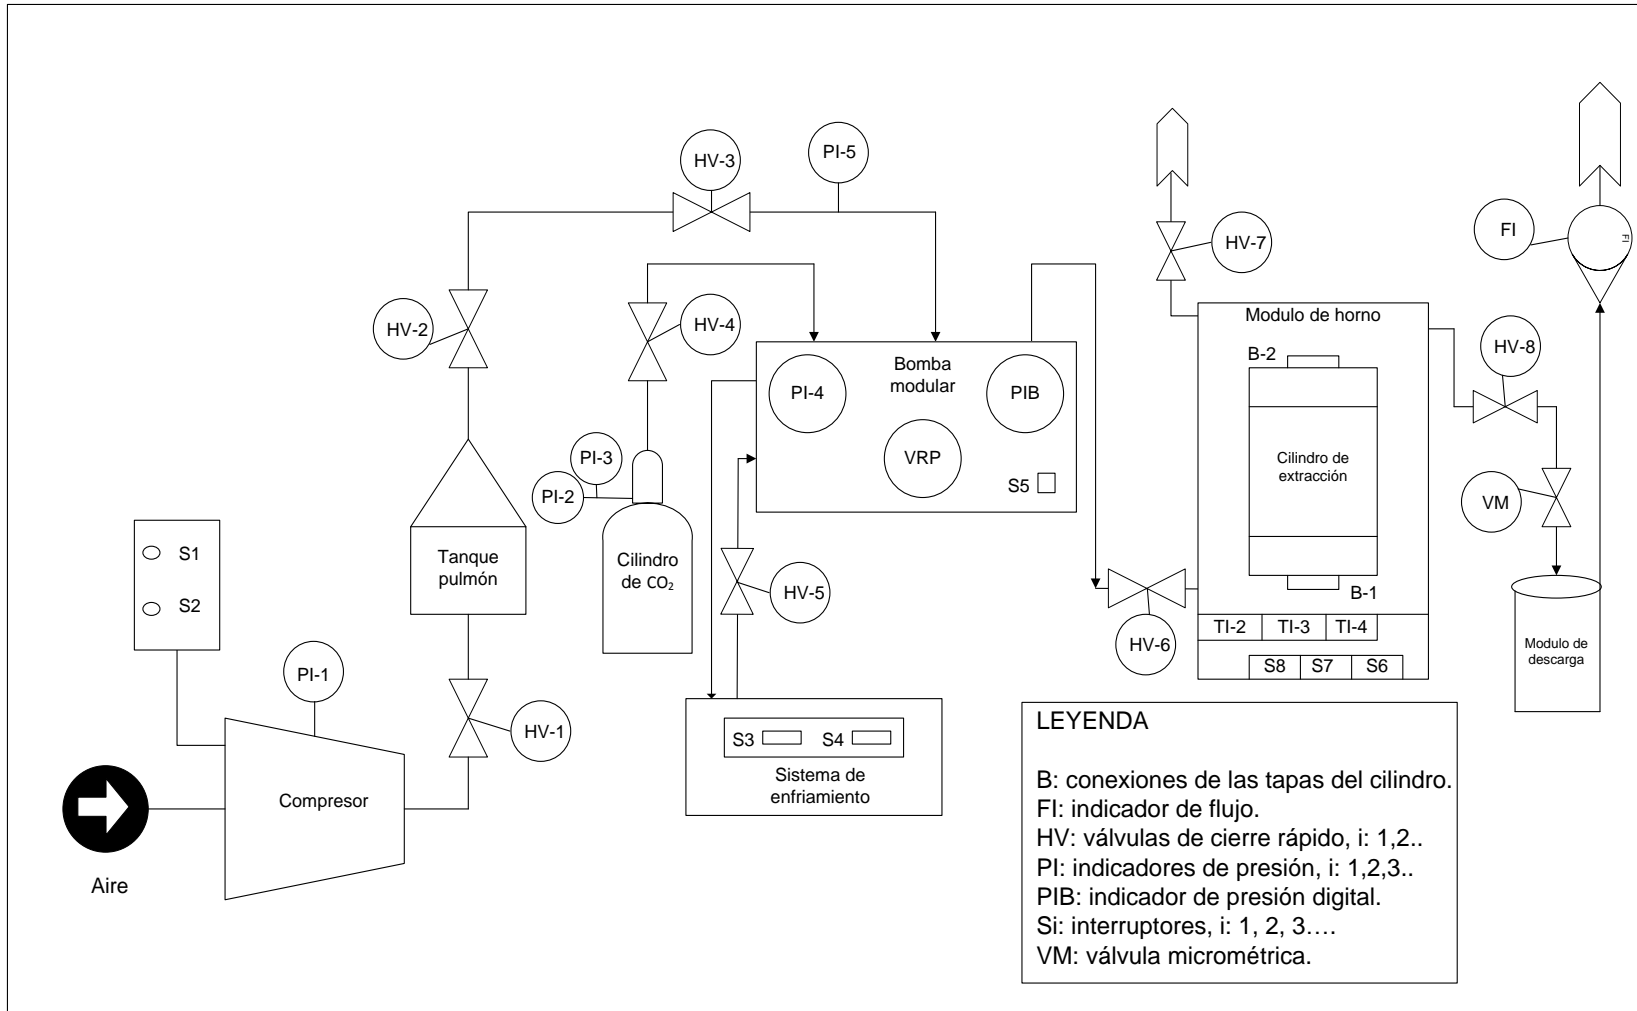 HV-3
PI-5
HV-7
FI
FI
HV-2
HV-4
Modulo de horno
B-2
HV-8
PI-4
Bomba
modular
PIB
VRP
S5
PI-3
PI-2
Cilindro de
extracción
VM
S1
S2
Tanque
pulmón
Cilindro
de CO₂
HV-5
B-1
TI-2
TI-3
TI-4
HV-6
Modulo de
descarga
S8
S7
S6
PI-1
HV-1
S3
S4
Sistema de
enfriamiento
Compresor
Aire
LEYENDA
B: conexiones de las tapas del cilindro.
FI: indicador de flujo.
HV: válvulas de cierre rápido, i: 1,2..
PI: indicadores de presión, i: 1,2,3..
PIB: indicador de presión digital.
Si: interruptores, i: 1, 2, 3….
VM: válvula micrométrica.